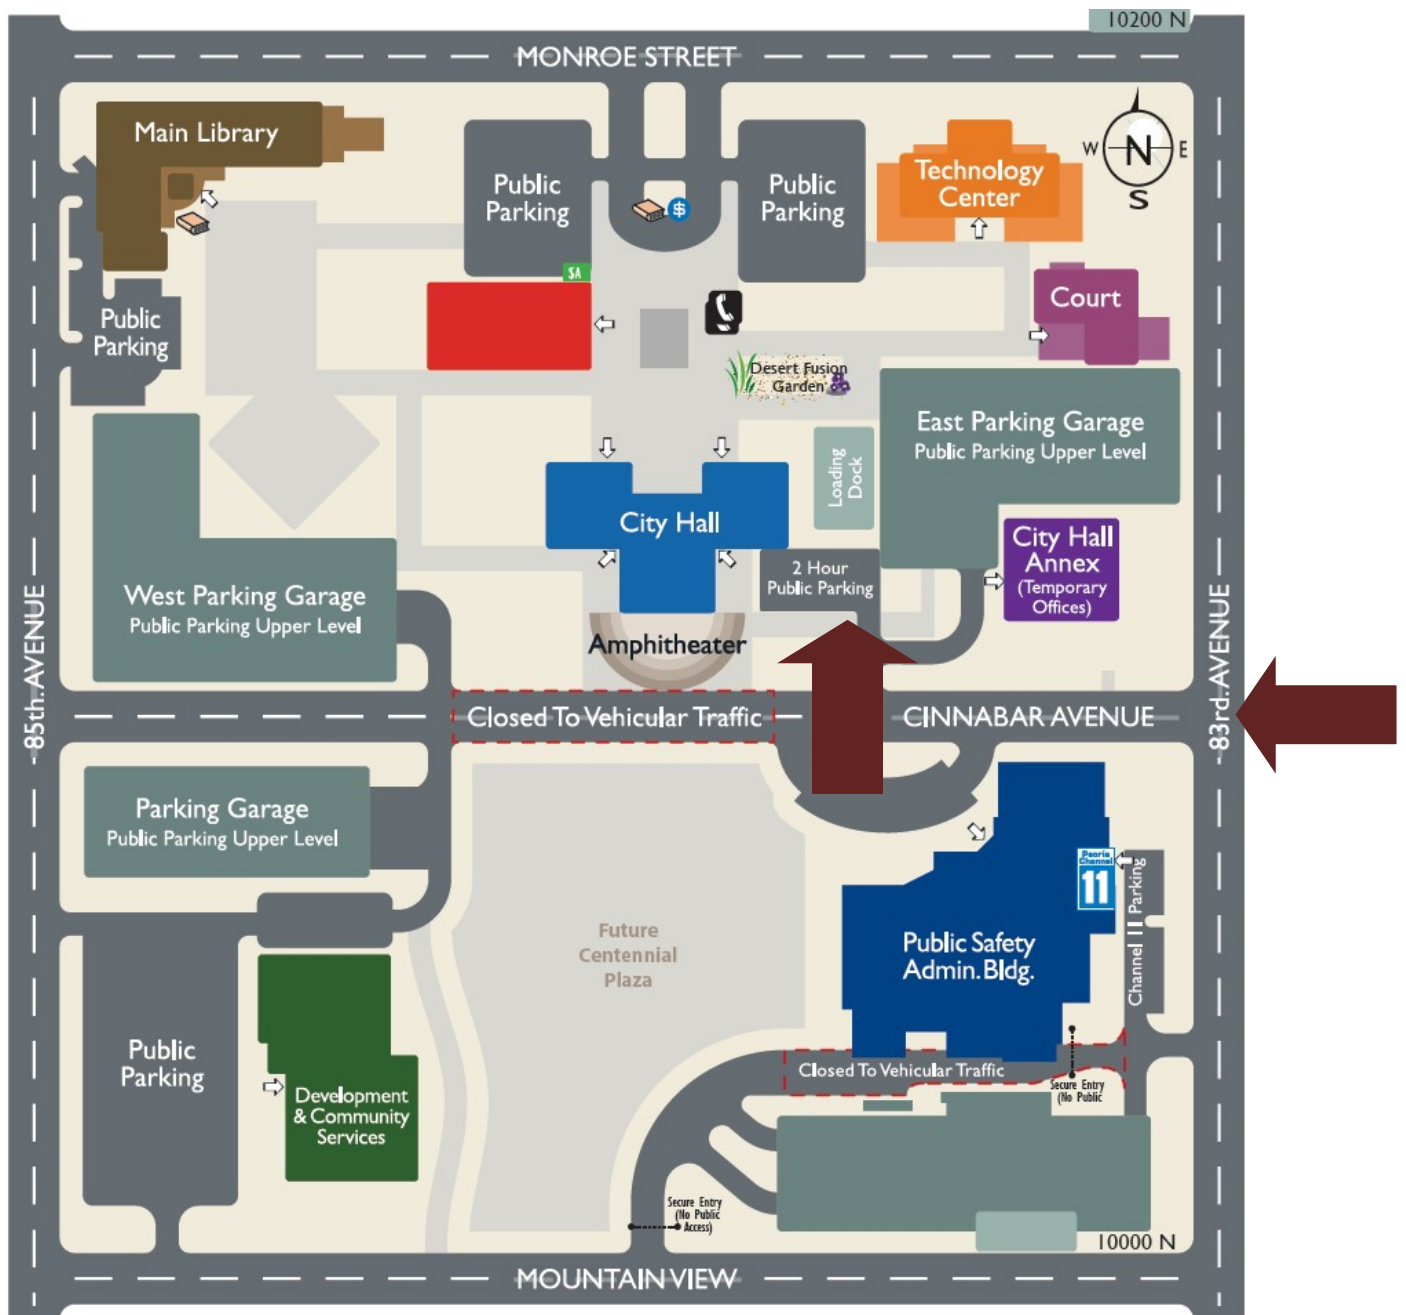 10200 N
MONROE STREET
Main Library
Public
Parking
Public
Parking
Technology
Center
W
N
E
S
$
SA
Court
Public
Parking
Desert Fusion
Garden
East Parking Garage
Public Parking Upper Level
Loading
Dock
City Hall
City Hall
Annex
(Temporary
Offices)
2 Hour
Public Parking
West Parking Garage
Public Parking Upper Level
Amphitheater
85th. AVENUE
83rd. AVENUE
Closed To Vehicular Traffic
CINNABAR AVENUE
Parking Garage
Public Parking Upper Level
Peoria
Channel
11
Channel 11 Parking
Future
Centennial
Plaza
Public Safety
Admin. Bldg.
Public
Parking
Development
& Community
Services
Closed To Vehicular Traffic
Secure Entry
(No Public
Secure Entry
(No Public
Access)
10000 N
MOUNTAIN VIEW